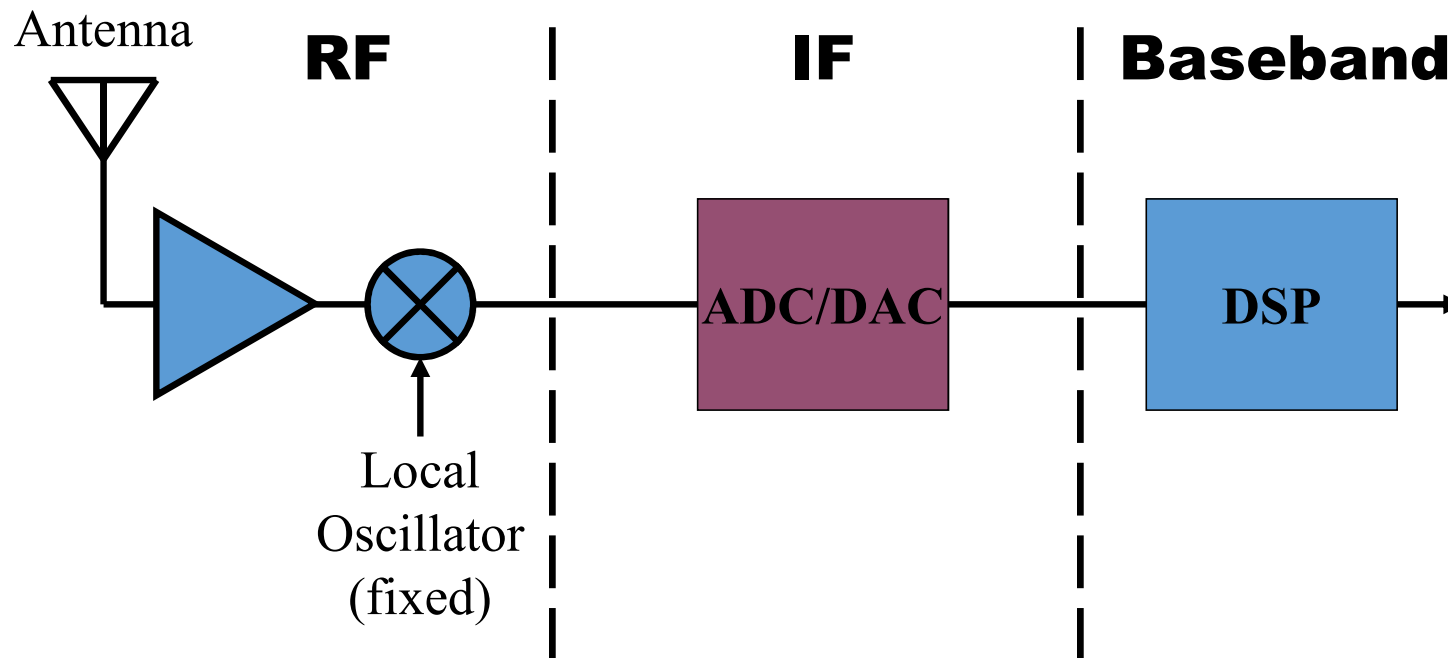 Antenna
RF
IF
Baseband
ADC/DAC
DSP
Local
Oscillator
(fixed)